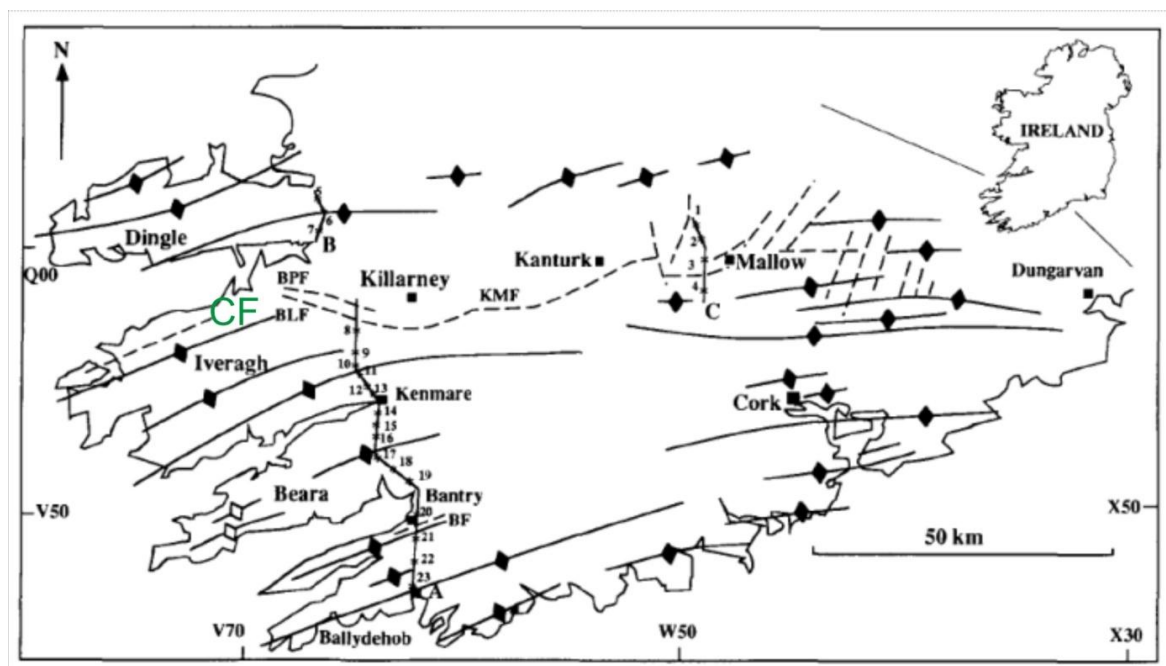 N
IRELAND
5
6
7
B
Dingle
1
2
3
4
C
Kanturk
Mallow
Dungarvan
Q00
BPF
Killarney
CF
BLF
KMF
8
Iveragh
9
10
11
12
13
Kenmare
Cork
14
15
16
17
18
19
Beara
Bantry
V50
20
BF
X50
21
50 km
22
23
A
Ballydehob
V70
W50
X30